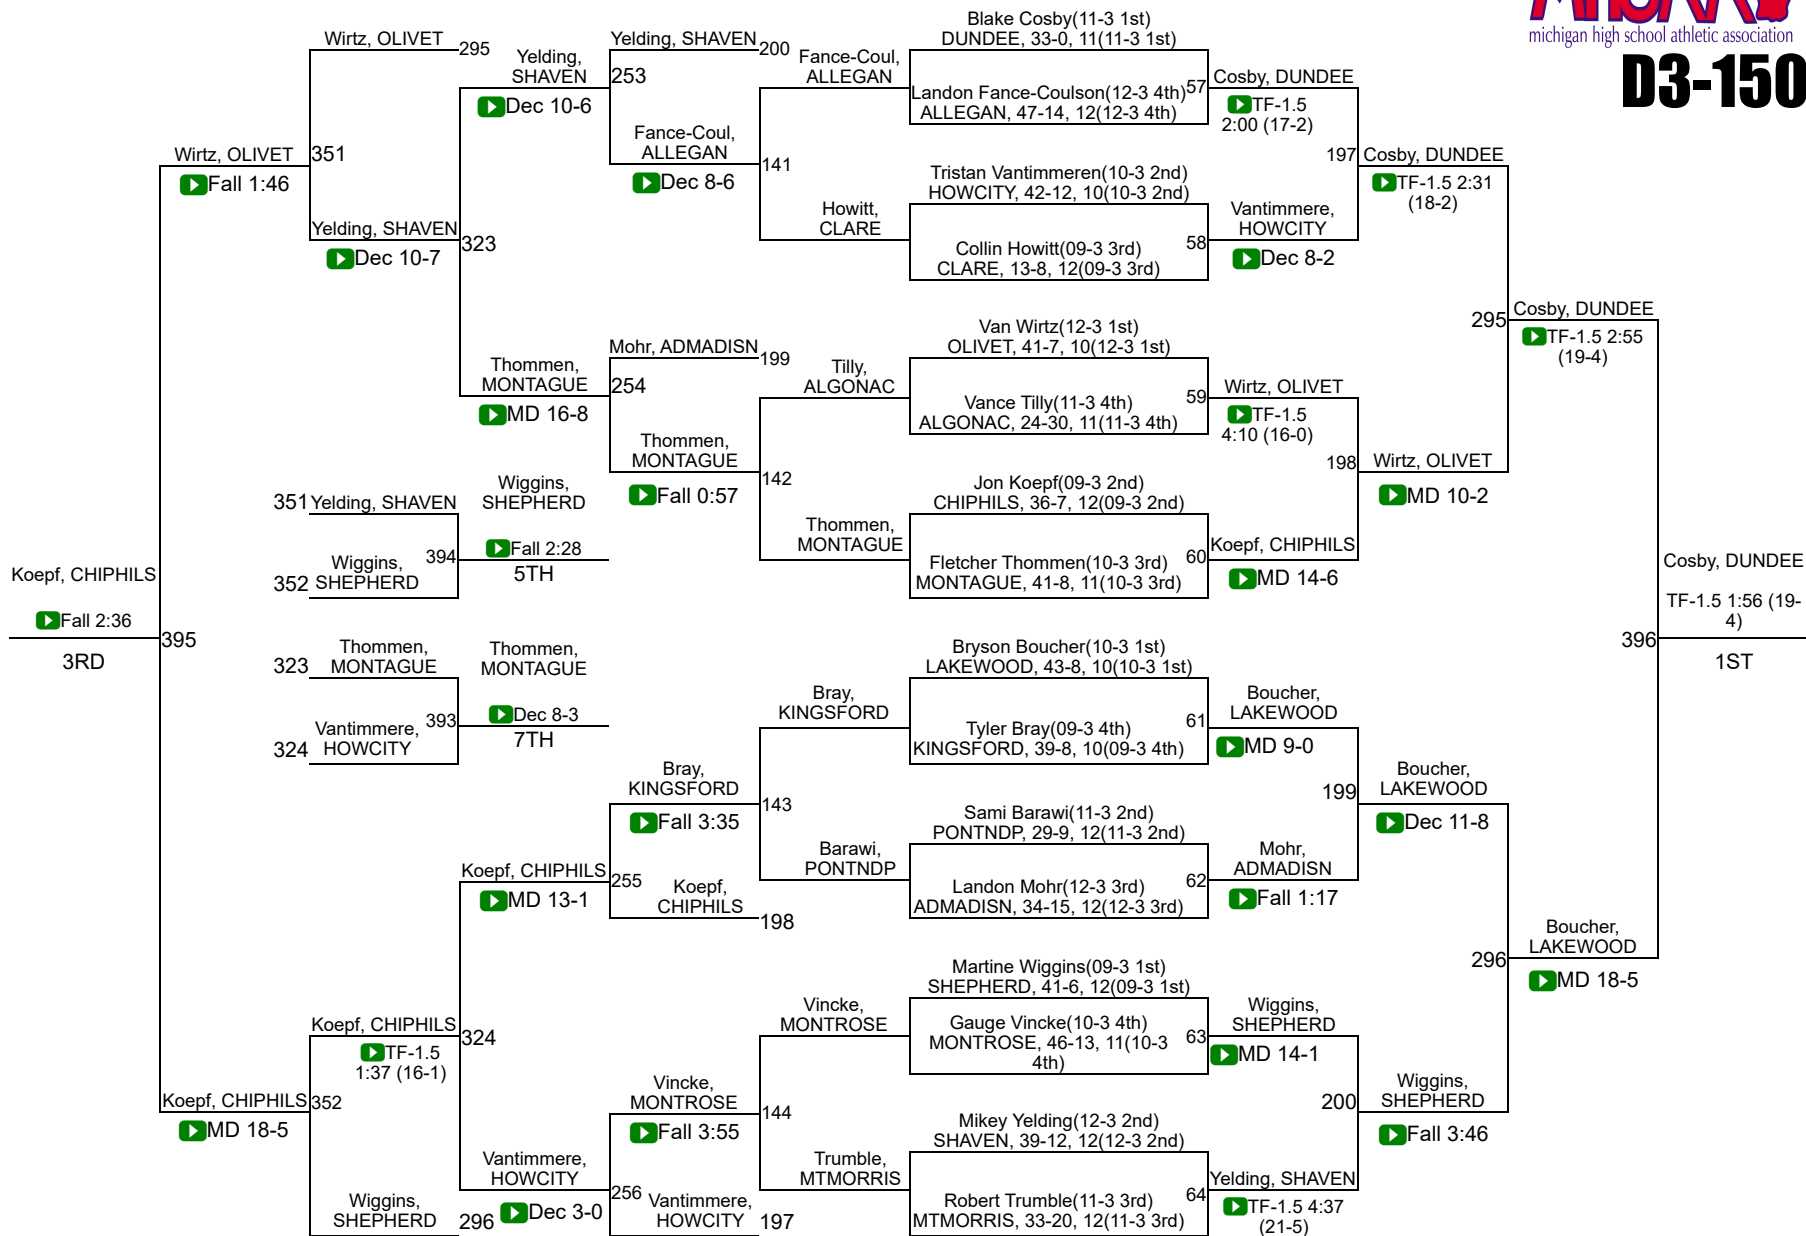 MHSAA
michigan high school athletic association
D3-150
Wirtz, OLIVET
295
Yelding,
SHAVEN
Dec 10-6
Yelding, SHAVEN
200
253
Fance-Coul,
ALLEGAN
Dec 8-6
Wirtz, OLIVET
Fall 1:46
351
Yelding, SHAVEN
Dec 10-7
323
Fance-Coul,
ALLEGAN
141
Howitt,
CLARE
Blake Cosby(11-3 1st)
DUNDEE, 33-0, 11(11-3 1st)
Landon Fance-Coulson(12-3 4th)
ALLEGAN, 47-14, 12(12-3 4th)
57
Cosby, DUNDEE
TF-1.5
2:00 (17-2)
Tristan Vantimmeren(10-3 2nd)
HOWCITY, 42-12, 10(10-3 2nd)
Collin Howitt(09-3 3rd)
CLARE, 13-8, 12(09-3 3rd)
58
Vantimmere,
HOWCITY
Dec 8-2
197
Cosby, DUNDEE
TF-1.5 2:31
(18-2)
Thommen,
MONTAGUE
MD 16-8
Mohr, ADMADISN
199
254
Thommen,
MONTAGUE
Fall 0:57
Tilly,
ALGONAC
142
Thommen,
MONTAGUE
Van Wirtz(12-3 1st)
OLIVET, 41-7, 10(12-3 1st)
Vance Tilly(11-3 4th)
ALGONAC, 24-30, 11(11-3 4th)
59
Wirtz, OLIVET
TF-1.5
4:10 (16-0)
Jon Koepf(09-3 2nd)
CHIPHILS, 36-7, 12(09-3 2nd)
Fletcher Thommen(10-3 3rd)
MONTAGUE, 41-8, 11(10-3 3rd)
60
Koepf, CHIPHILS
MD 14-6
198
Wirtz, OLIVET
MD 10-2
295
Cosby, DUNDEE
TF-1.5 2:55
(19-4)
351
Yelding, SHAVEN
352
Wiggins,
SHEPHERD
394
Wiggins,
SHEPHERD
Fall 2:28
5TH
Koepf, CHIPHILS
Fall 2:36
3RD
395
323
Thommen,
MONTAGUE
324
Vantimmere,
HOWCITY
393
Thommen,
MONTAGUE
Dec 8-3
7TH
Cosby, DUNDEE
TF-1.5 1:56 (19-
4)
396
1ST
Bray,
KINGSFORD
Fall 3:35
Koepf, CHIPHILS
MD 13-1
255
Koepf,
CHIPHILS
198
Bray,
KINGSFORD
143
Barawi,
PONTNDP
Bryson Boucher(10-3 1st)
LAKEWOOD, 43-8, 10(10-3 1st)
Tyler Bray(09-3 4th)
KINGSFORD, 39-8, 10(09-3 4th)
61
Boucher,
LAKEWOOD
MD 9-0
Sami Barawi(11-3 2nd)
PONTNDP, 29-9, 12(11-3 2nd)
Landon Mohr(12-3 3rd)
ADMADISN, 34-15, 12(12-3 3rd)
62
Mohr,
ADMADISN
Fall 1:17
199
Boucher,
LAKEWOOD
Dec 11-8
Koepf, CHIPHILS
TF-1.5
1:37 (16-1)
324
Koepf, CHIPHILS
MD 18-5
352
Wiggins,
SHEPHERD
296
Vantimmere,
HOWCITY
Dec 3-0
Vincke,
MONTROSE
Fall 3:55
256
Vantimmere,
HOWCITY
197
Vincke,
MONTROSE
144
Trumble,
MTMORRIS
Martine Wiggins(09-3 1st)
SHEPHERD, 41-6, 12(09-3 1st)
Gauge Vincke(10-3 4th)
MONTROSE, 46-13, 11(10-3
4th)
63
Wiggins,
SHEPHERD
MD 14-1
Mikey Yelding(12-3 2nd)
SHAVEN, 39-12, 12(12-3 2nd)
Robert Trumble(11-3 3rd)
MTMORRIS, 33-20, 12(11-3 3rd)
64
Yelding, SHAVEN
TF-1.5 4:37
(21-5)
200
Wiggins,
SHEPHERD
Fall 3:46
296
Boucher,
LAKEWOOD
MD 18-5